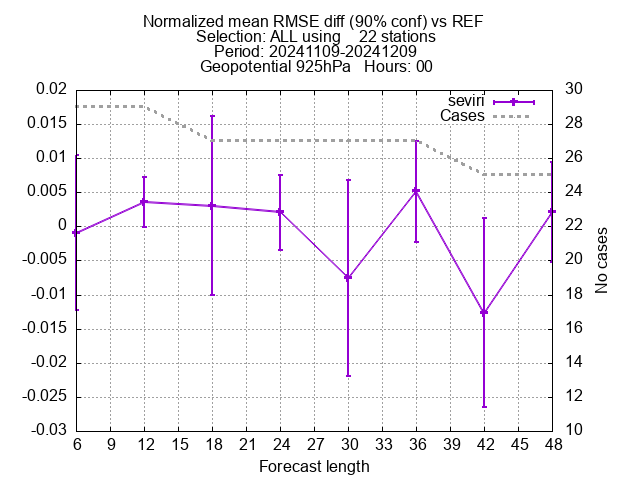 Normalized mean RMSE diff (90% conf) vs REF
Selection: ALL using 22 stations
Period: 20241109-20241209
Geopotential 925hPa Hours: 00
seviri
Cases
0.02
0.015
0.01
0.005
0
-0.005
-0.01
-0.015
-0.02
-0.025
-0.03
30
28
26
24
22
20
18
16
14
12
10
No cases
6 9 12 15 18 21 24 27 30 33 36 39 42 45 48
Forecast length